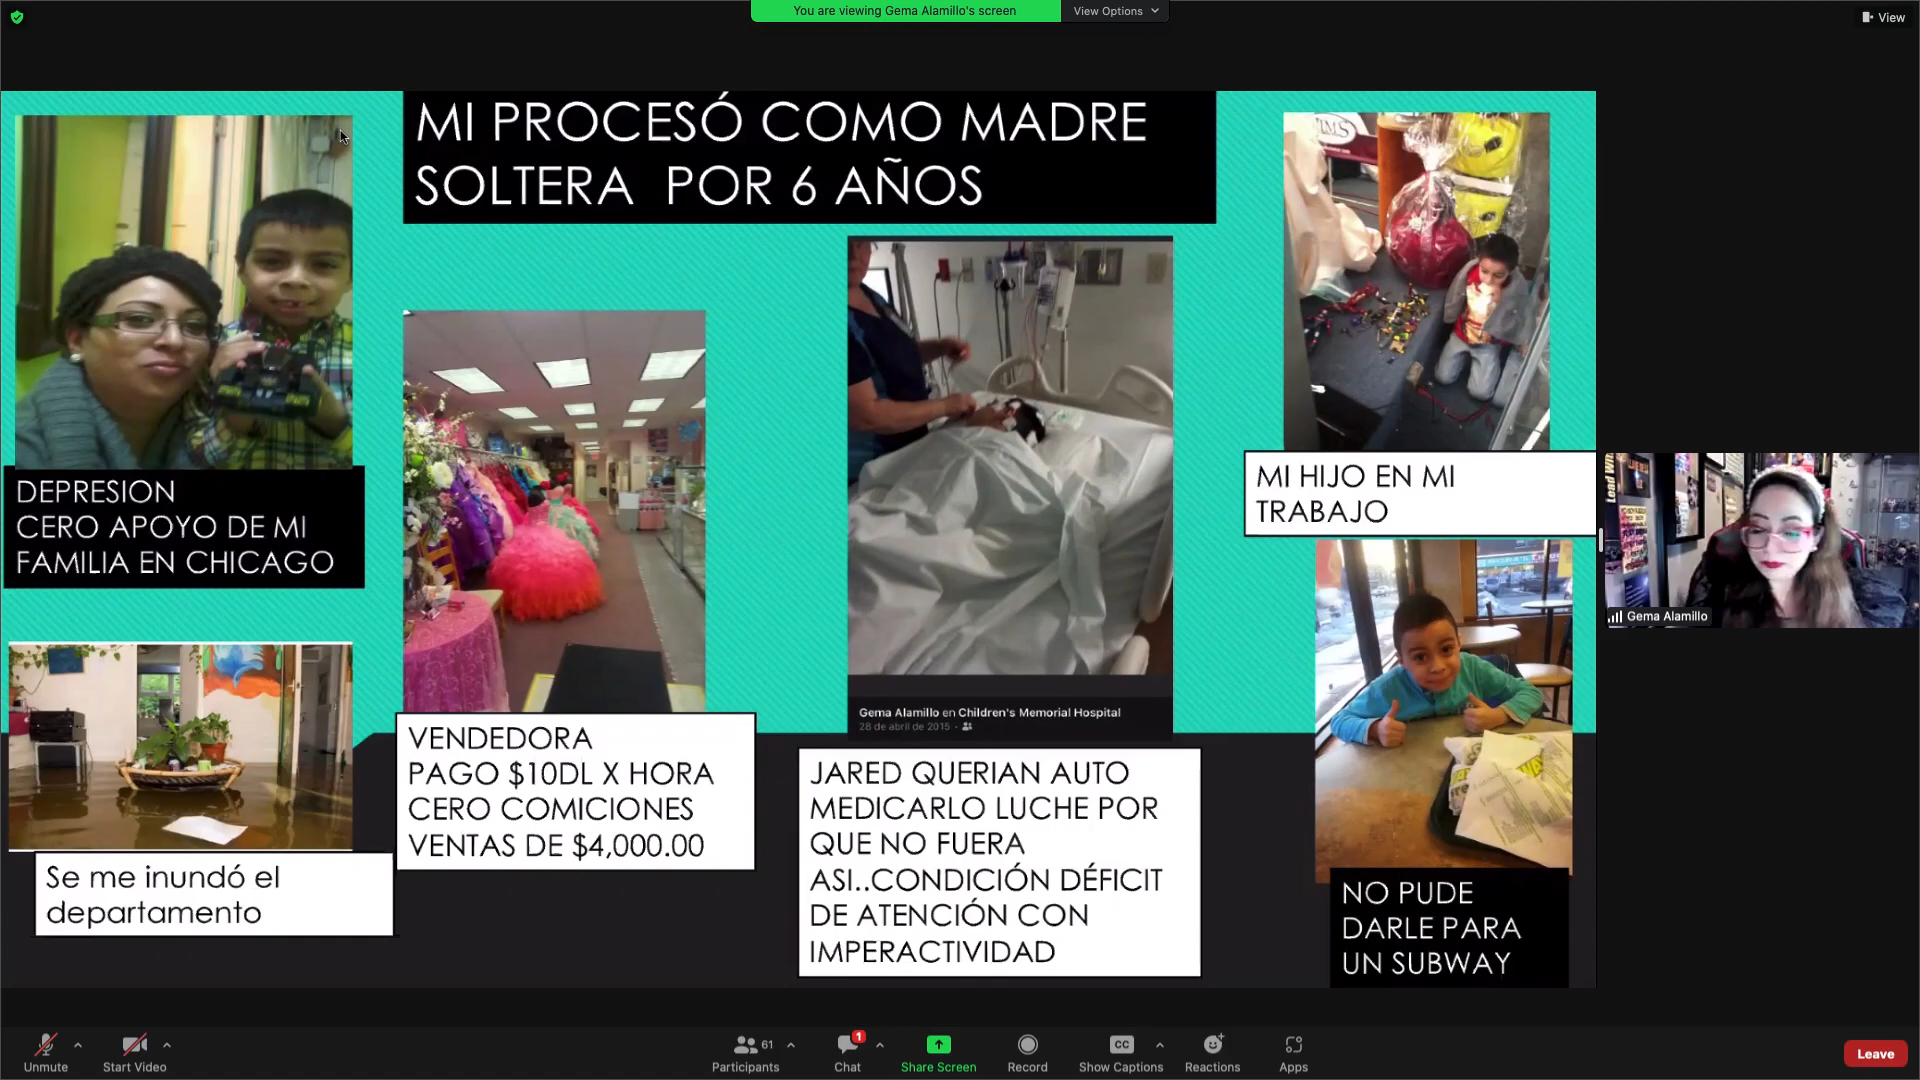 You are viewing Gema Alamillo's screen
View Options
View
MI PROCESÓ COMO MADRE
SOLTERA POR 6 AÑOS
DEPRESION
CERO APOYO DE MI
FAMILIA EN CHICAGO
Se me inundó el
departamento
VENDEDORA
PAGO $10DL X HORA
CERO COMICIONES
VENTAS DE $4,000.00
Gema Alamillo en Children's Memorial Hospital
28 de abril de 2015
JARED QUERIAN AUTO
MEDICARLO LUCHE POR
QUE NO FUERA
ASI..CONDICIÓN DÉFICIT
DE ATENCIÓN CON
IMPERACTIVIDAD
MI HIJO EN MI
TRABAJO
NO PUDE
DARLE PARA
UN SUBWAY
Lead With
Gema Alamillo
Unmute
Start Video
61
Participants
1
Chat
Share Screen
Record
CC
Show Captions
Reactions
Apps
Leave